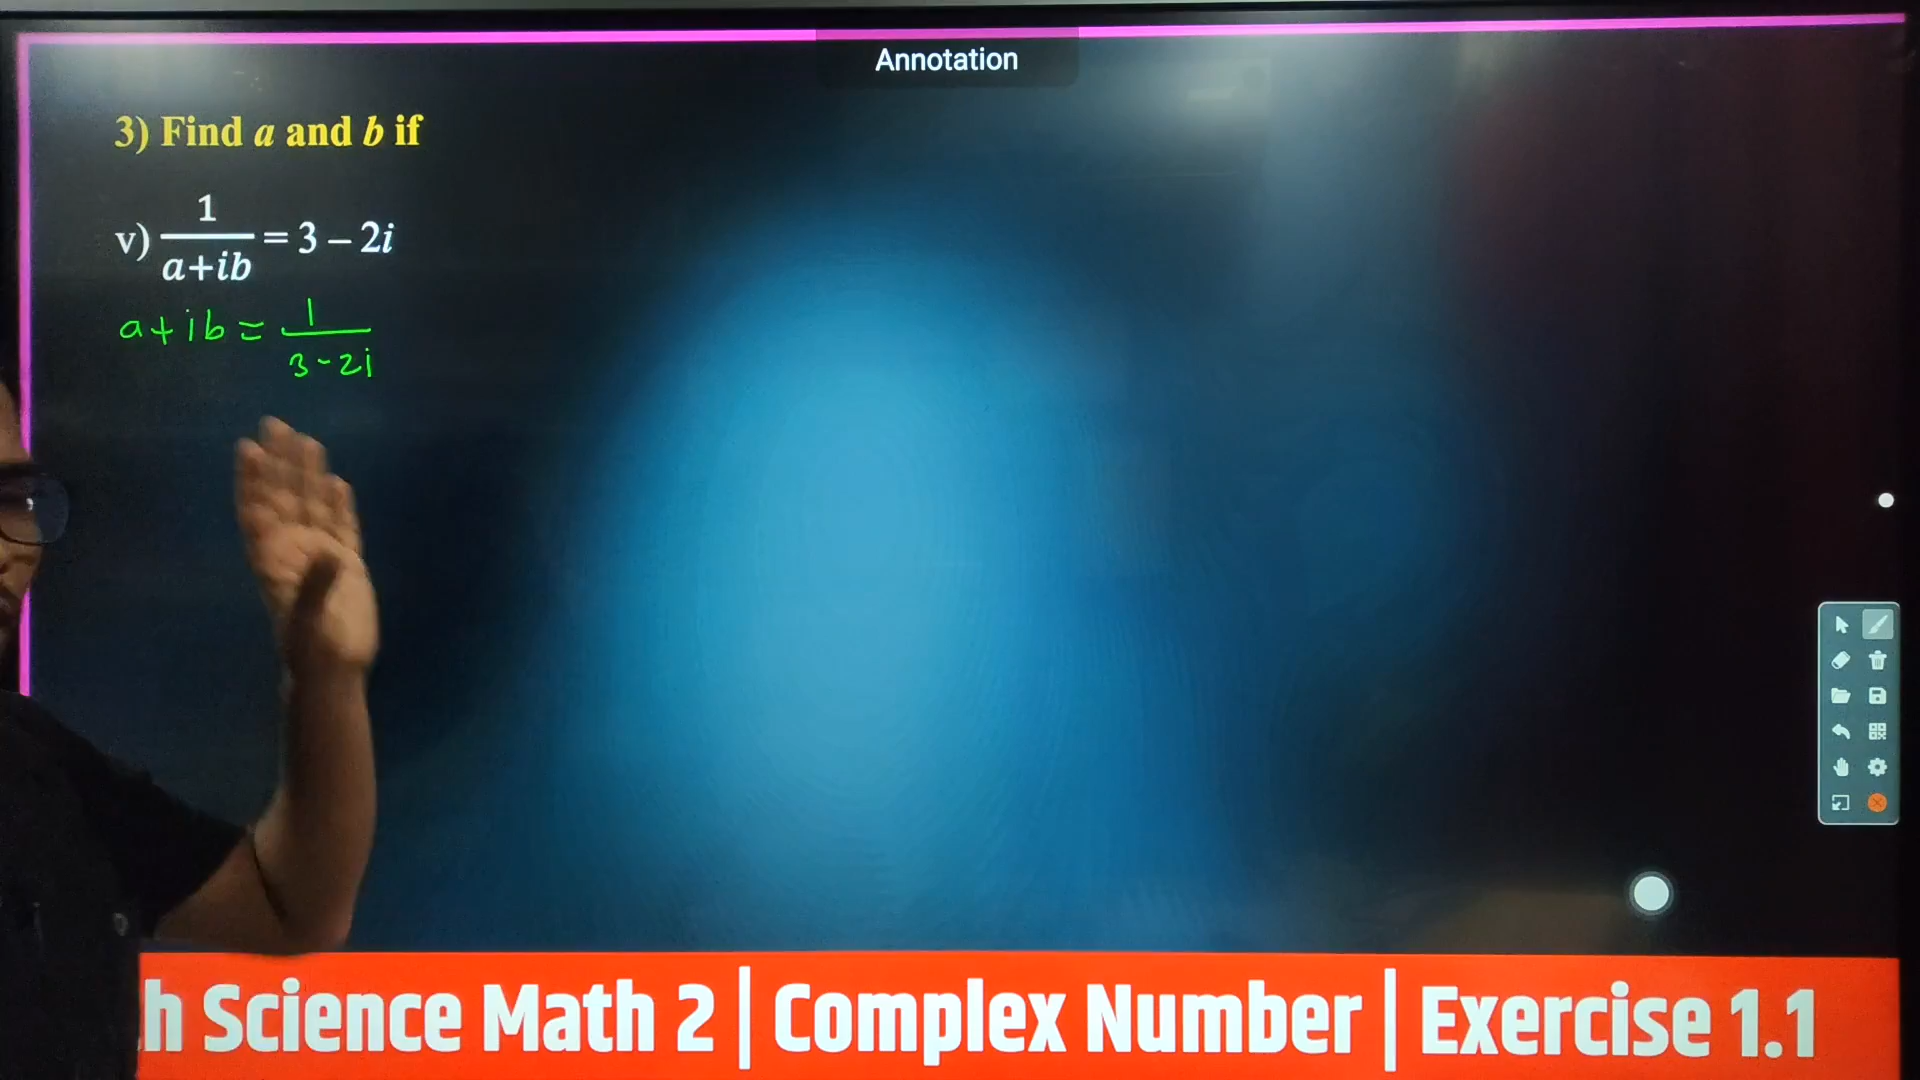 Annotation
3) Find a and b if
v) 1/(a+ib) = 3 – 2i
a+ib = 1/(3-2i)
h Science Math 2 | Complex Number | Exercise 1.1